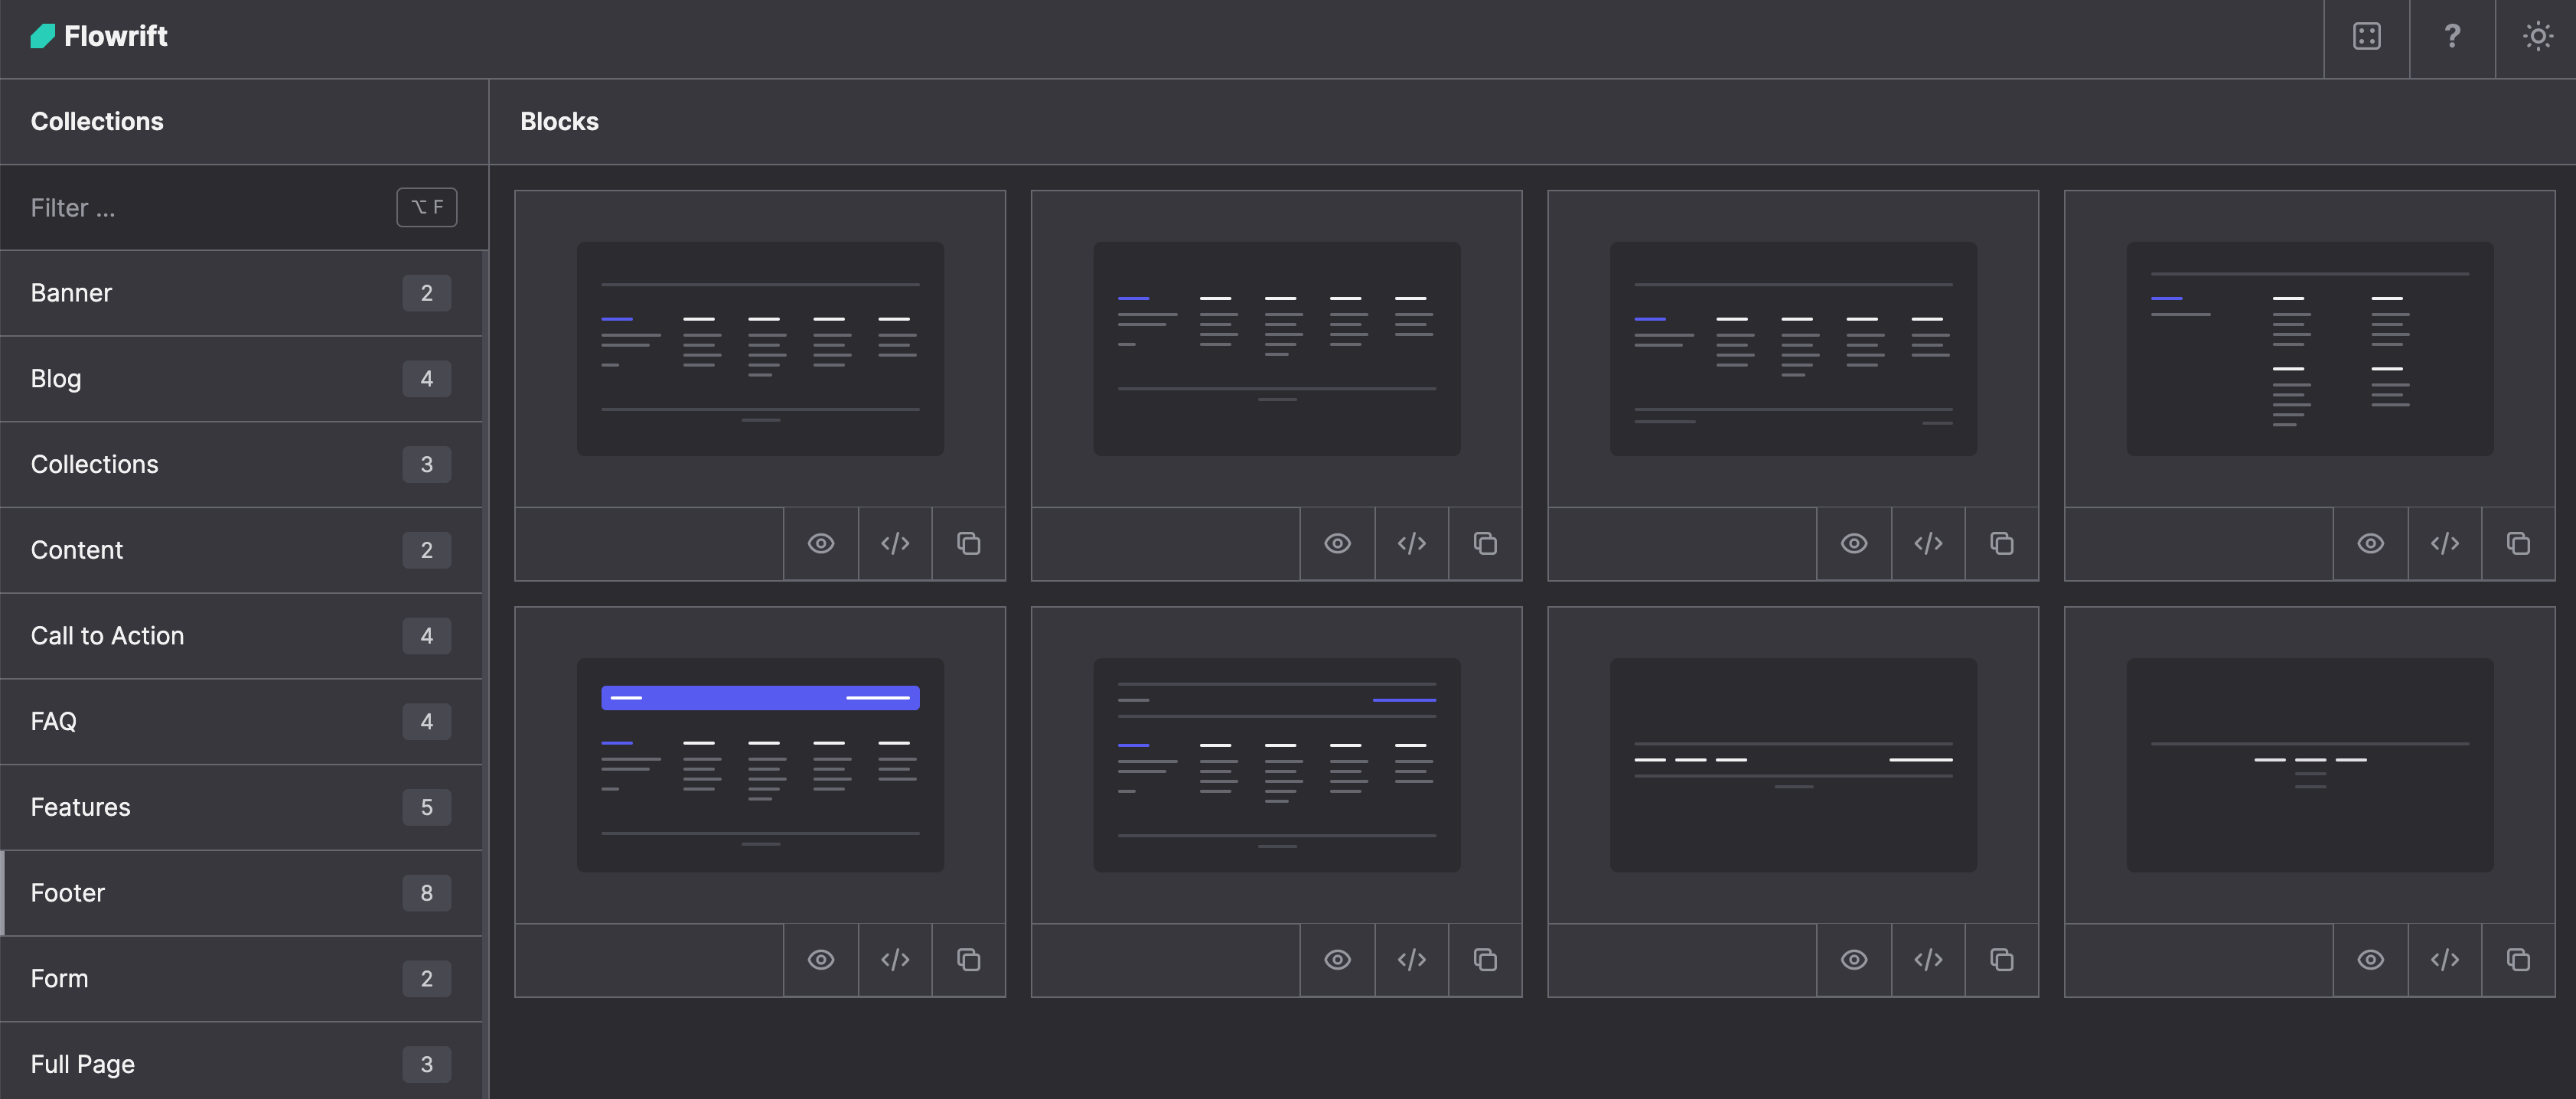 Flowrift
?
Collections
Blocks
Filter ...
⌥ F
Banner 2
Blog 4
Collections 3
Content 2
Call to Action 4
FAQ 4
Features 5
Footer 8
Form 2
Full Page 3